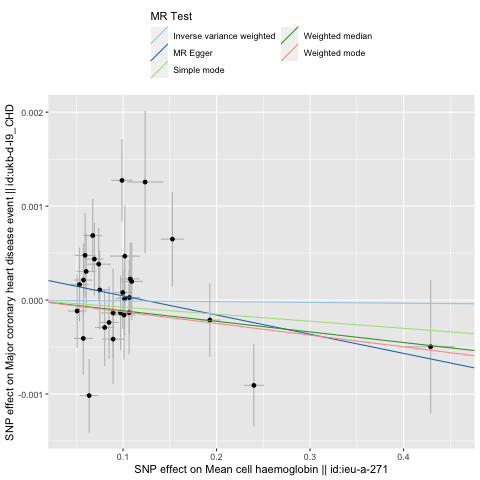 MR Test
Inverse variance weighted
Weighted median
MR Egger
Weighted mode
Simple mode
0.002
0.001
0.000
-0.001
0.1
0.2
0.3
0.4
SNP effect on Mean cell haemoglobin || id:ieu-a-271
SNP effect on Major coronary heart disease event || id:ukb-d-I9_CHD